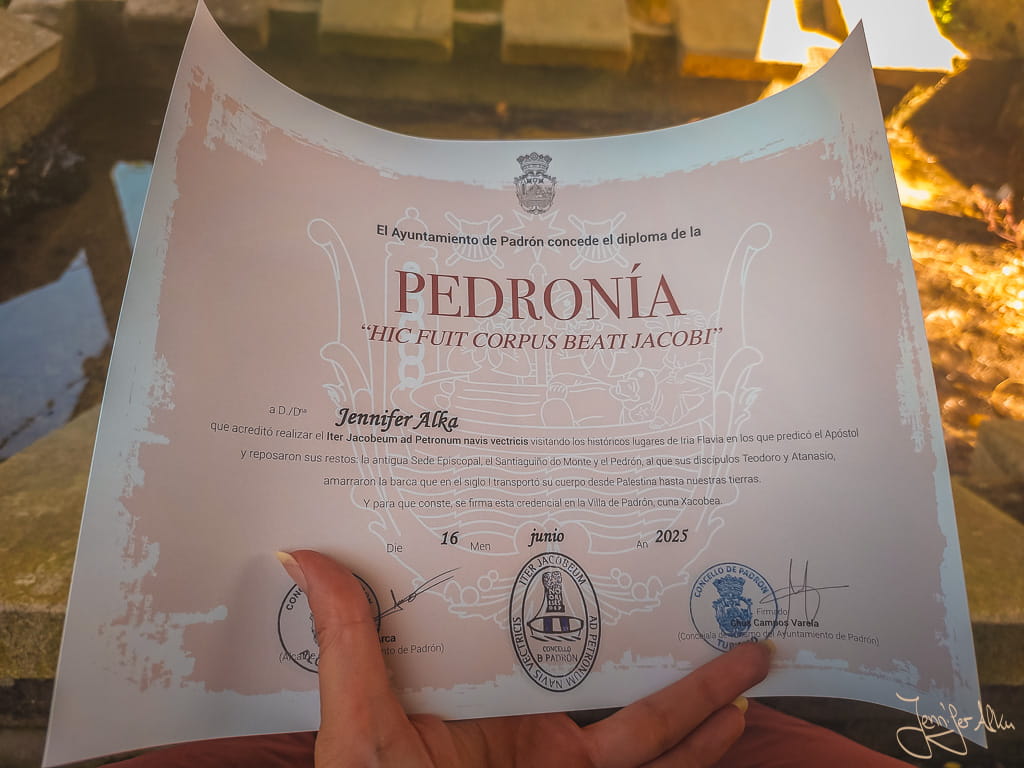 El Ayuntamiento de Padrón concede el diploma de la
PEDRONÍA
“HIC FUIT CORPUS BEATI JACOBI”
a D./Dña Jennifer Alka
que acreditó realizar el Iter Jacobeum ad Petronum navis vectricis visitando los históricos lugares de Iria Flavia en los que predicó el Apóstol
y reposaron sus restos: la antigua Sede Episcopal, el Santiaguiño do Monte y el Pedrón, al que sus discípulos Teodoro y Atanasio,
amarraron la barca que en el siglo I transportó su cuerpo desde Palestina hasta nuestras tierras.
Y para que conste, se firma esta credencial en la Villa de Padrón, cuna Xacobea.
Die 16 Men junio An 2025
ITER JACOBEUM AD PETRONUM NAVIS VECTRICIS
CONCELLO
D PADRÓN
CONCELLO DE PADRÓN
TURISMO
Firmado
Chus Campos Varela
(Concejala de Turismo del Ayuntamiento de Padrón)
nto de Padrón)
Jennifer Alka